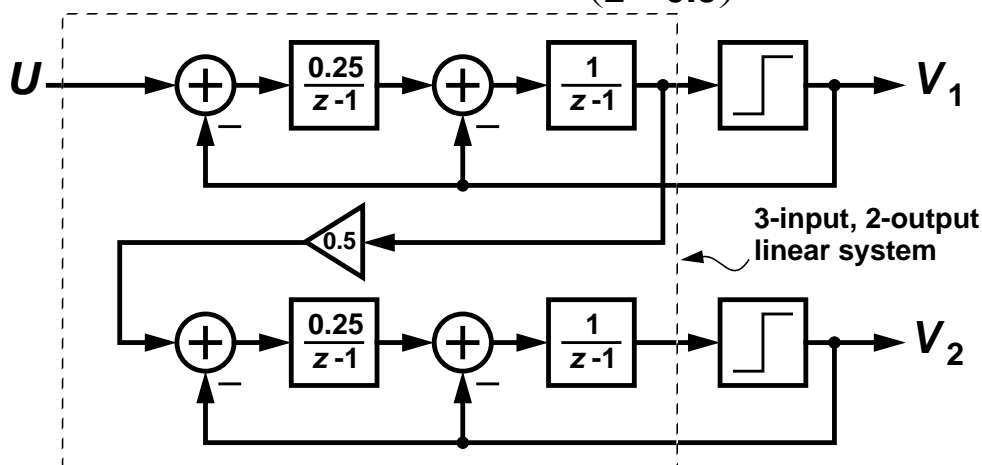 U
0.25
z-1
1
z-1
V1
0.5
3-input, 2-output
linear system
0.25
z-1
1
z-1
V2